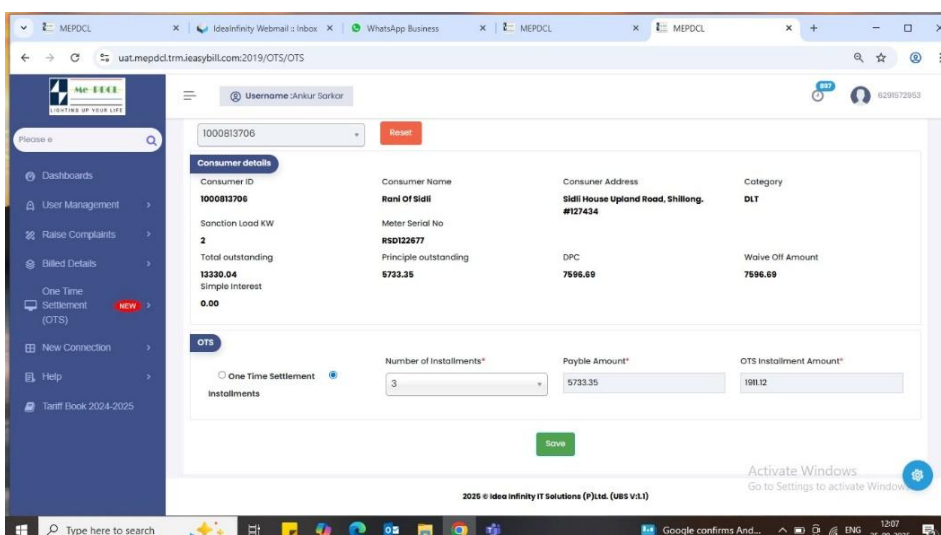 MEPDCL
IdeaInfinity Webmail :: Inbox
WhatsApp Business
MEPDCL
MEPDCL
uat.mepdcl.trm.ieasybill.com:2019/OTS/OTS
Me-PDCL
LIGHTING UP YOUR LIFE
Username :Ankur Sarkar
897
6291572953
Please e
1000813706
Reset
Dashboards
User Management
Raise Complaints
Billed Details
One Time
Settlement
(OTS)
NEW
New Connection
Help
Tariff Book 2024-2025
Consumer details
Consumer ID
Consumer Name
Consuner Address
Category
1000813706
Rani Of Sidli
Sidli House Upland Road, Shillong.
#127434
DLT
Sanction Load KW
Meter Serial No
2
RSD122677
Total outstanding
Principle outstanding
DPC
Waive Off Amount
13330.04
5733.35
7596.69
7596.69
Simple Interest
0.00
OTS
One Time Settlement
Installments
Number of Installments*
Payble Amount*
OTS Installment Amount*
3
5733.35
1911.12
Save
Activate Windows
Go to Settings to activate Windows
2025 © Idea Infinity IT Solutions (P)Ltd. (UBS V:1.1)
Type here to search
Google confirms And...
ENG
12:07